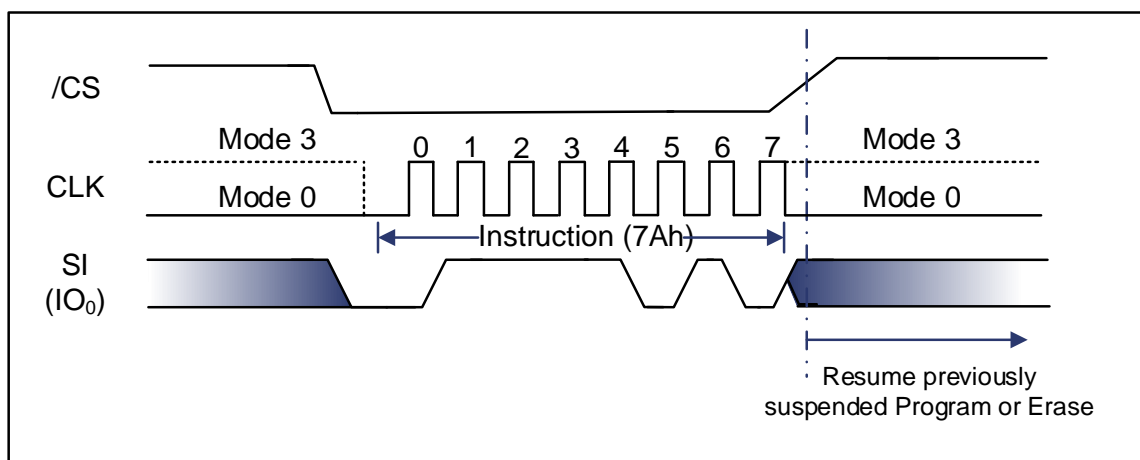 /CS
Mode 3
Mode 3
0 1 2 3 4 5 6 7
CLK
Mode 0
Mode 0
Instruction (7Ah)
SI
(IO₀)
Resume previously
suspended Program or Erase